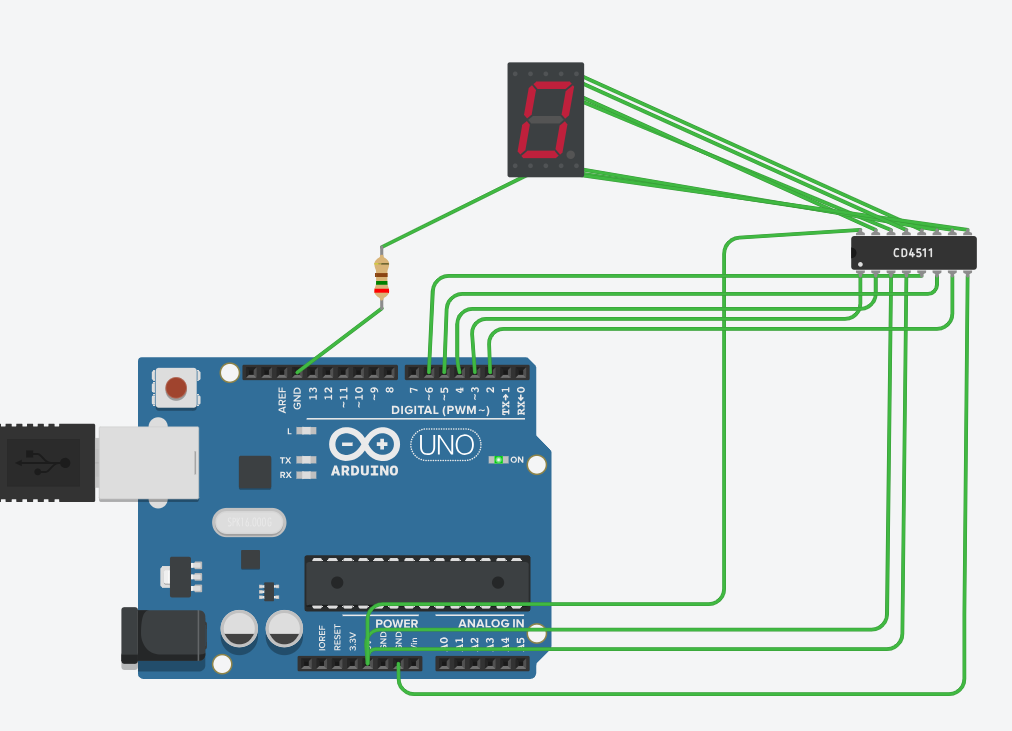 CD4511
AREF
GND
13
12
~11
~10
~9
8
7
~6
~5
4
~3
2
TX→1
RX←0
DIGITAL (PWM~)
L
TX
RX
ARDUINO
UNO
ON
IOREF
RESET
3.3V
GND
GND
Vin
POWER
ANALOG IN
A0
A1
A2
A3
A4
A5